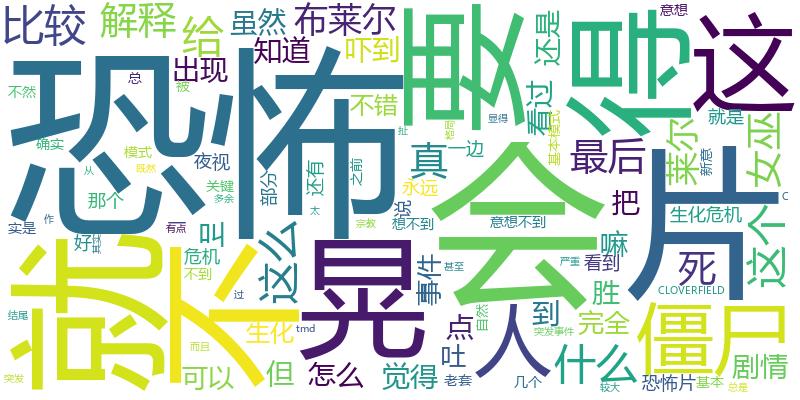 比较
解释
给
虽然
布莱尔
吓到
还是
意想
知道
出现
总
被
不然
确实
模式
既然
夜视
从
那个
关键
多余
部分
还有
不错
之前
真
一边
永远
说
太
宗教
想不到
意想不到
显得
扯
看过
基本模式
最后
把
莱尔
就是
新意
女巫
这
这个
得
要
恐怖
片
会
就
不
晃
人
僵尸
实是
作
好
有点
叫
危机
不到
这么
事件
甚至
嘛
看到
严重
生化危机
死
C
CLOVERFIELD
胜
到
点
吐
自然
突发事件
完全
什么
剧情
结尾
过
tmd
生化
而且
突发
可以
但
怎么
觉得
老套
几个
较大
恐怖片
基本
总是